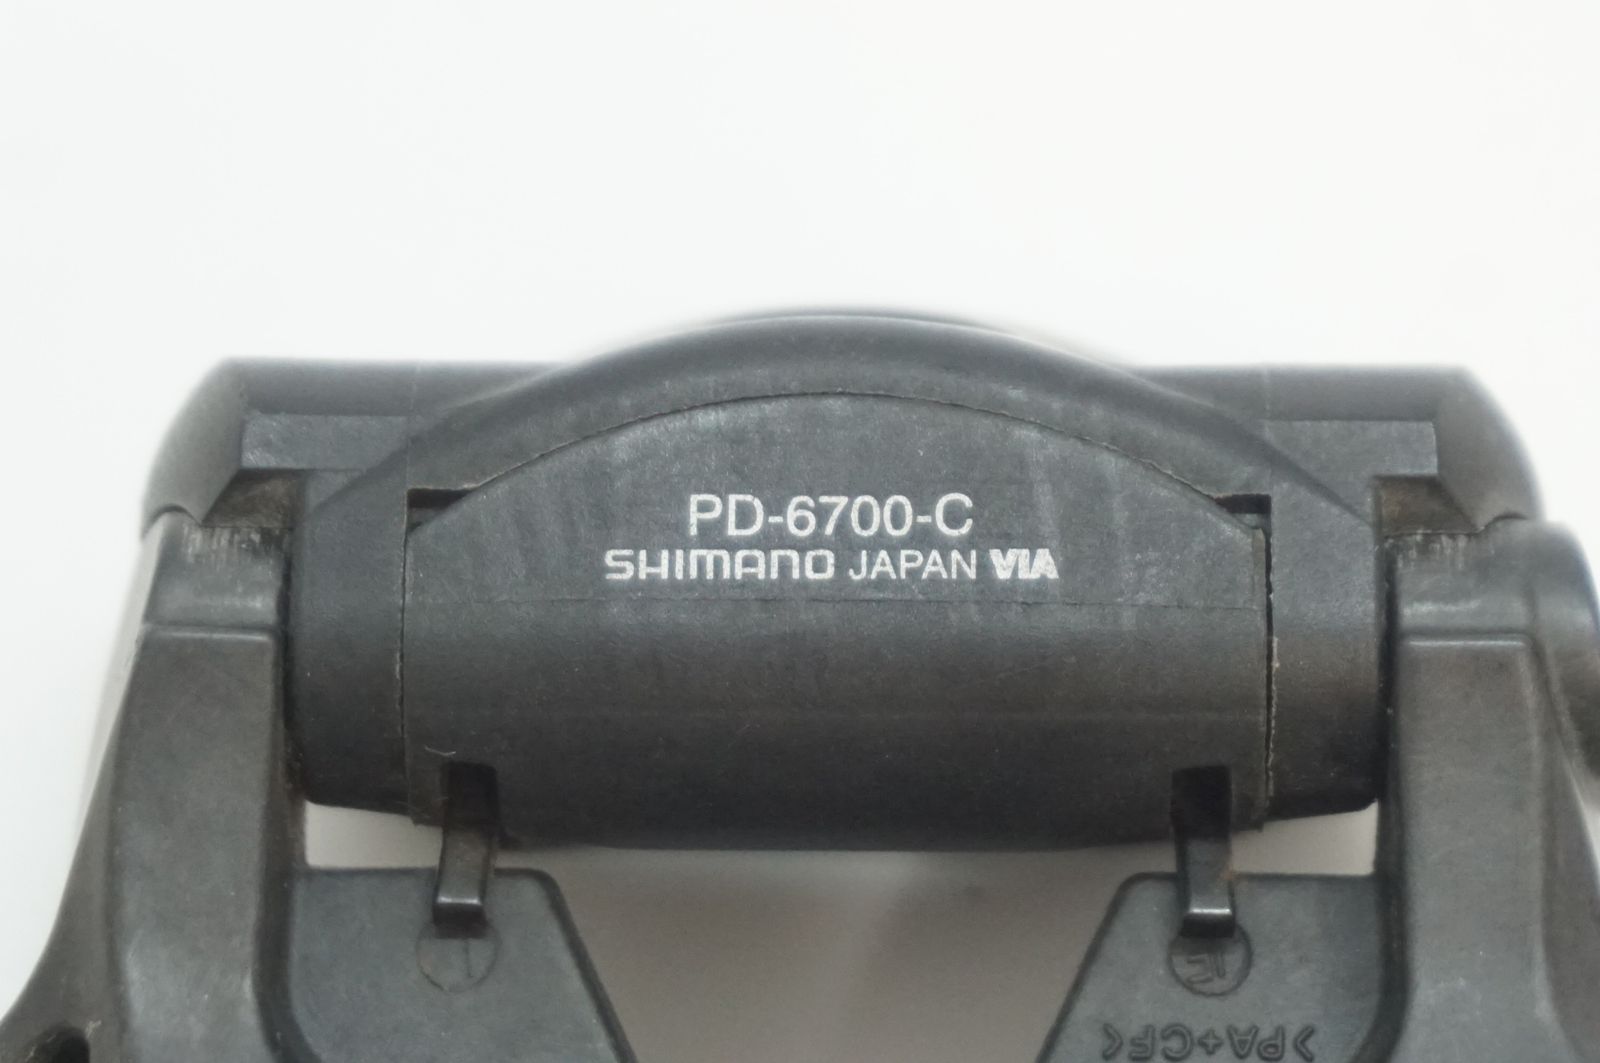 PD-6700-C
SHIMANO JAPAN VIA
>PA+CF<